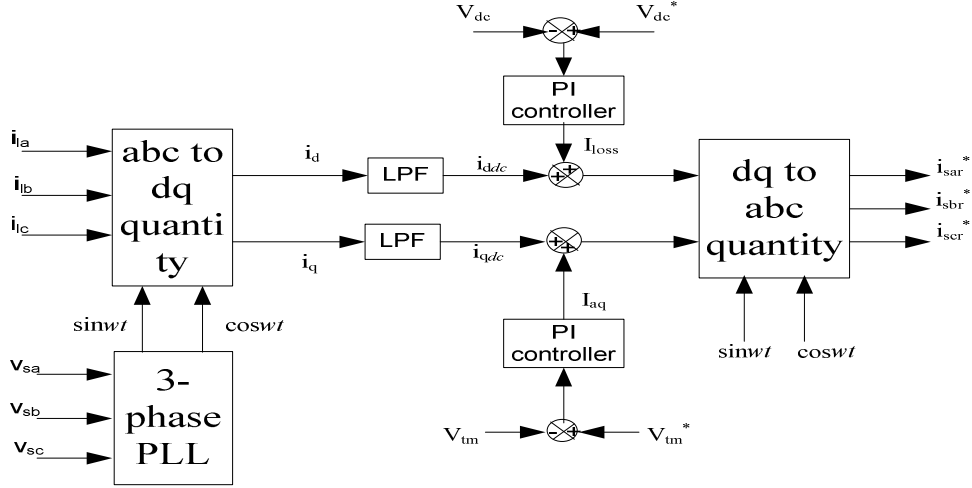 V_dc
V_dc*
- +
PI
controller
I_loss
i_la
i_lb
i_lc
abc to
dq
quanti
ty
i_d
LPF
i_ddc
+ +
dq to
abc
quantity
i_sar*
i_sbr*
i_scr*
i_q
LPF
i_qdc
+ +
I_aq
sinwt
coswt
PI
controller
sinwt
coswt
v_sa
v_sb
v_sc
3-
phase
PLL
V_tm
- +
V_tm*